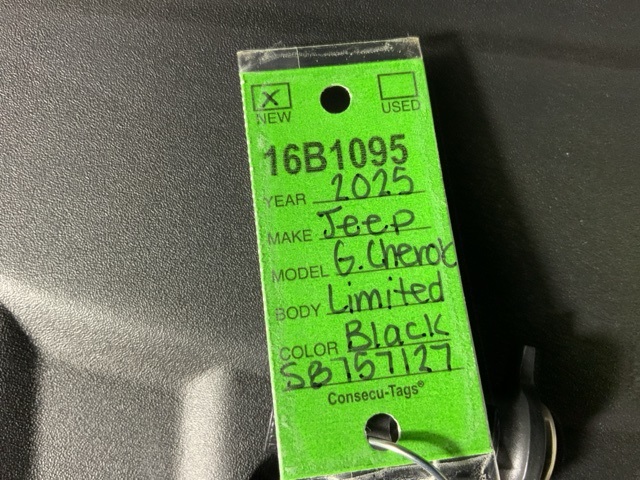 X
NEW USED
16B1095
YEAR 2025
MAKE Jeep
MODEL G. Cherok
BODY Limited
COLOR Black
SB757127
Consecu-Tags®